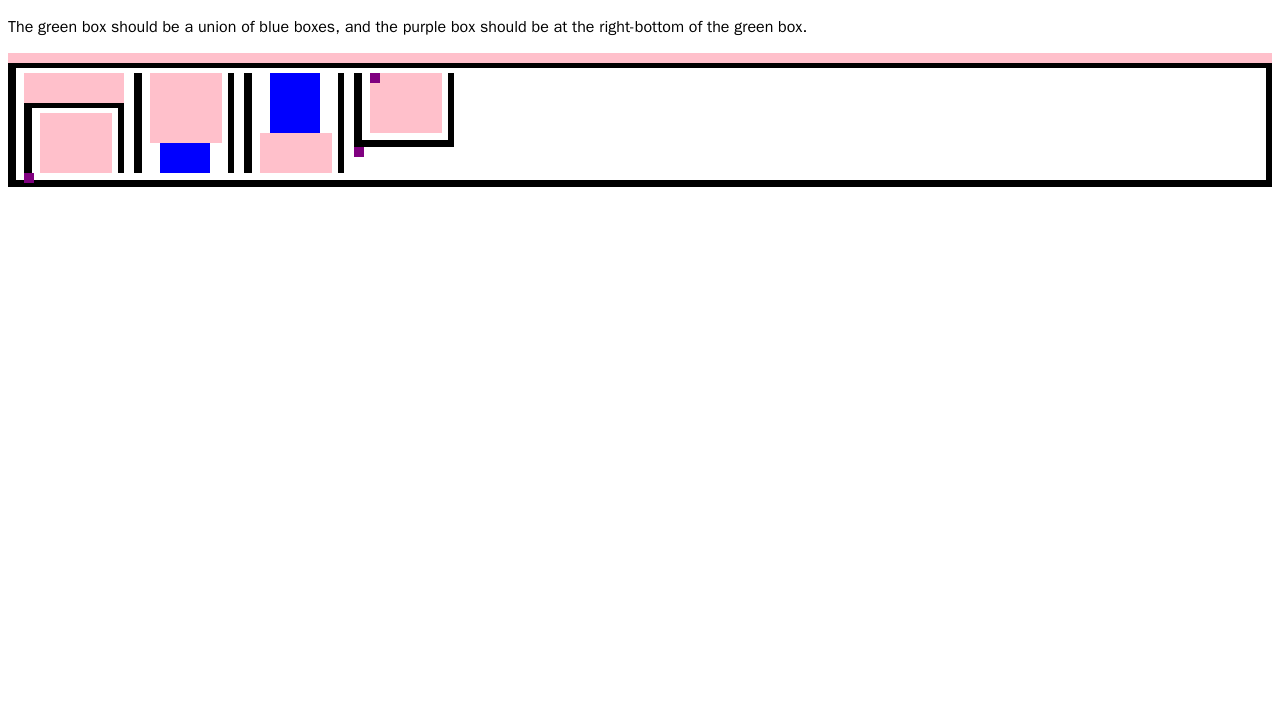 The green box should be a union of blue boxes, and the purple box should be at the right-bottom of the green box.